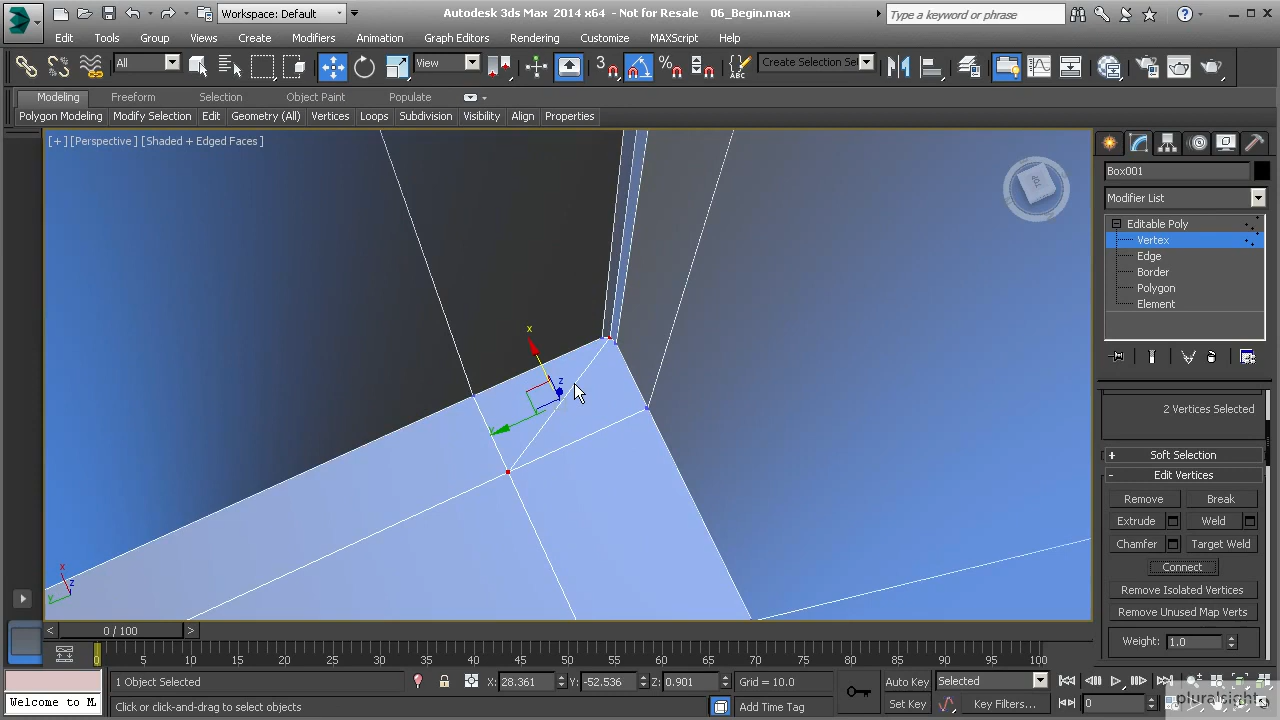 Workspace: Default
Autodesk 3ds Max 2014 x64 - Not for Resale 06_Begin.max
Type a keyword or phrase
Edit Tools Group Views Create Modifiers Animation Graph Editors Rendering Customize MAXScript Help
All View 3 Create Selection Se
Modeling Freeform Selection Object Paint Populate
Polygon Modeling Modify Selection Edit Geometry (All) Vertices Loops Subdivision Visibility Align Properties
[+] [Perspective ] [Shaded + Edged Faces ]
TOP
Box001
Modifier List
Editable Poly
Vertex
Edge
Border
Polygon
Element
x
z
y
2 Vertices Selected
+ Soft Selection
- Edit Vertices
Remove Break
Extrude Weld
Chamfer Target Weld
Connect
Remove Isolated Vertices
Remove Unused Map Verts
Weight: 1.0
x
z
y
< 0 / 100 >
0 5 10 15 20 25 30 35 40 45 50 55 60 65 70 75 80 85 90 95 100
1 Object Selected X: 28.361 Y: -52.536 Z: 0.901 Grid = 10.0 Auto Key Selected
Welcome to M Click or click-and-drag to select objects Add Time Tag Set Key Key Filters... 0
pluralsight